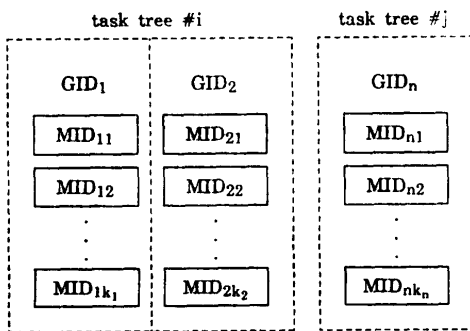 task tree #i task tree #j
GID₁ GID₂ GIDₙ
MID₁₁ MID₂₁ MIDₙ₁
MID₁₂ MID₂₂ MIDₙ₂
MID₁ₖ₁ MID₂ₖ₂ MIDₙₖₙ